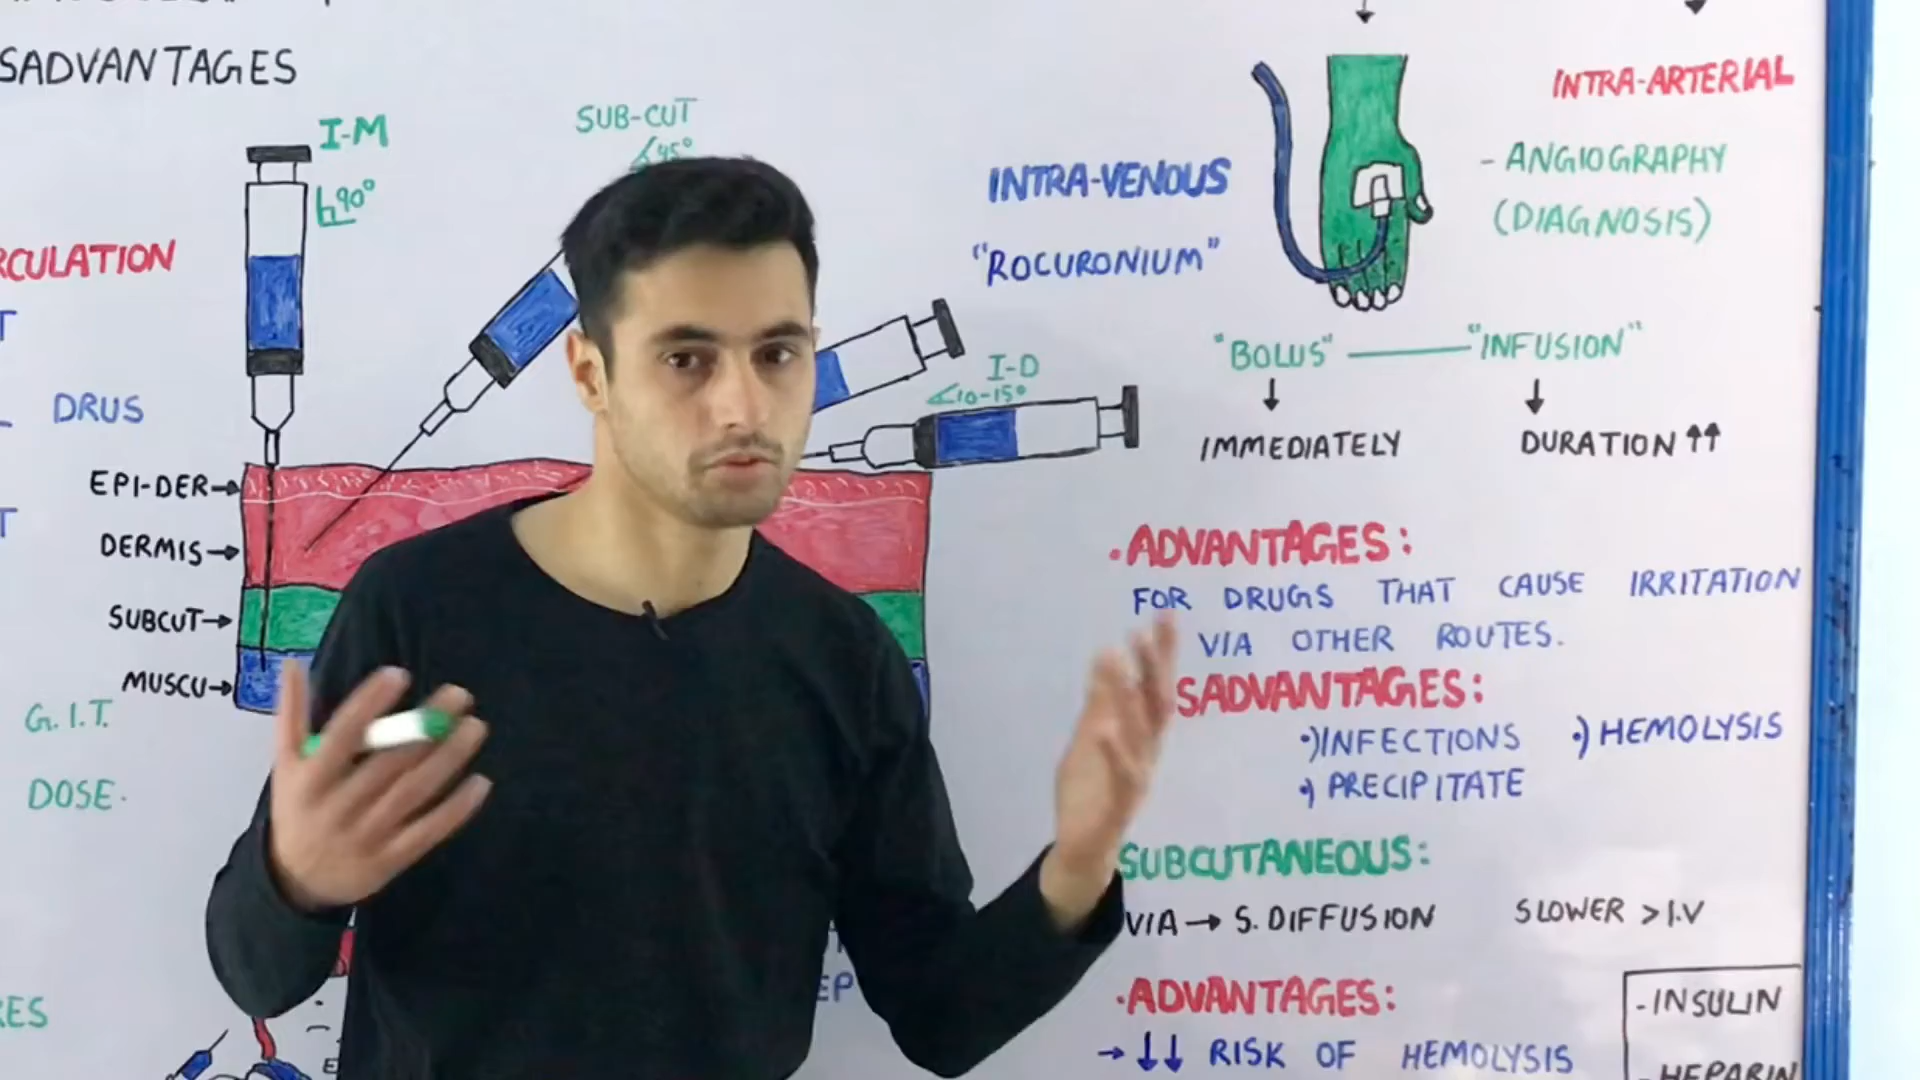 SADVANTAGES
I-M
90°
SUB-CUT
45°
RCULATION
DRUS
EPI-DER
DERMIS
SUBCUT
MUSCU
G.I.T.
DOSE.
I-D
10-15°
INTRA-VENOUS
"ROCURONIUM"
INTRA-ARTERIAL
- ANGIOGRAPHY
(DIAGNOSIS)
"BOLUS" "INFUSION"
IMMEDIATELY DURATION ↑↑
• ADVANTAGES:
FOR DRUGS THAT CAUSE IRRITATION
VIA OTHER ROUTES.
SADVANTAGES:
•) INFECTIONS •) HEMOLYSIS
•) PRECIPITATE
SUBCUTANEOUS:
VIA → S. DIFFUSION SLOWER > I.V
• ADVANTAGES:
→ ↓↓ RISK OF HEMOLYSIS
- INSULIN
- HEPARIN